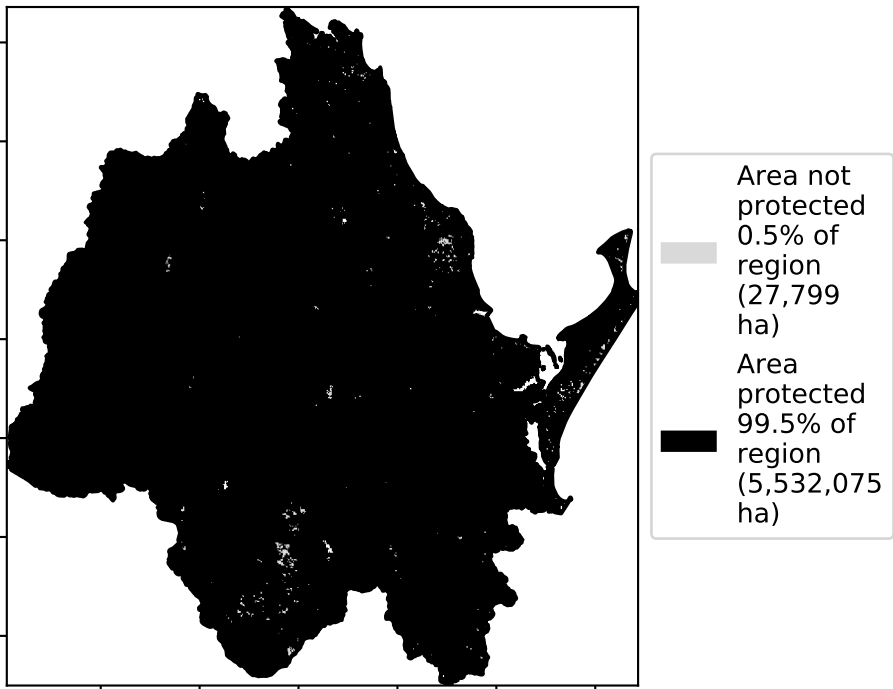 Area not
protected
0.5% of
region
(27,799
ha)
Area
protected
99.5% of
region
(5,532,075
ha)